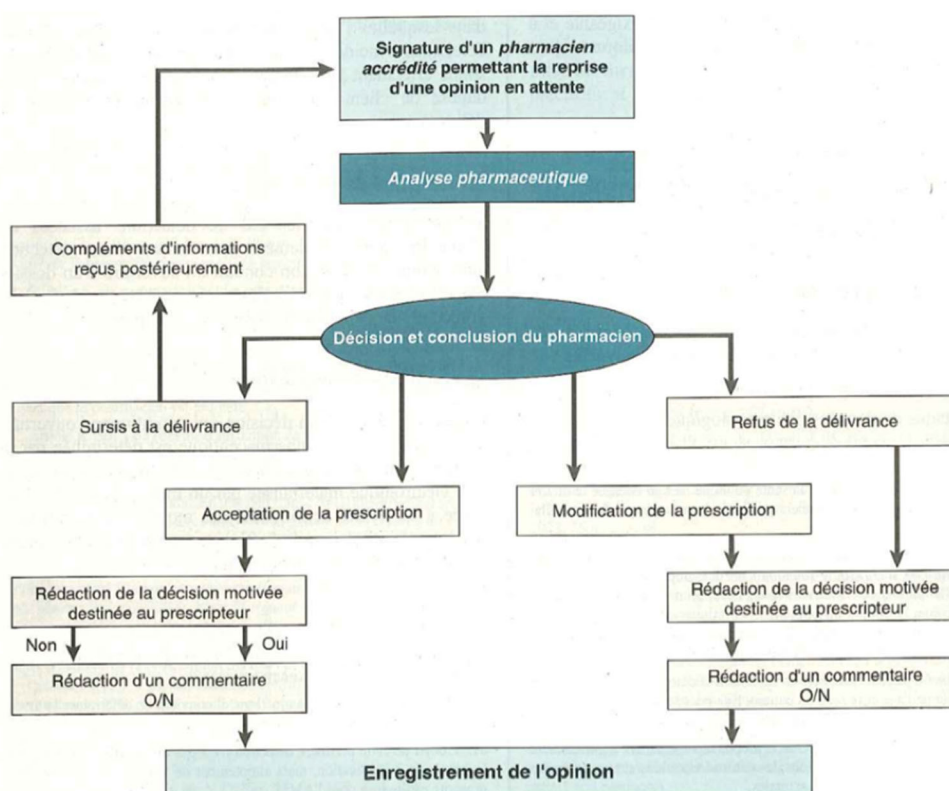 Signature d'un pharmacien
accrédité permettant la reprise
d'une opinion en attente
Analyse pharmaceutique
Compléments d'informations
reçus postérieurement
Décision et conclusion du pharmacien
Sursis à la délivrance
Refus de la délivrance
Acceptation de la prescription
Modification de la prescription
Rédaction de la décision motivée
destinée au prescripteur
Non
Oui
Rédaction d'un commentaire
O/N
Rédaction de la décision motivée
destinée au prescripteur
Rédaction d'un commentaire
O/N
Enregistrement de l'opinion